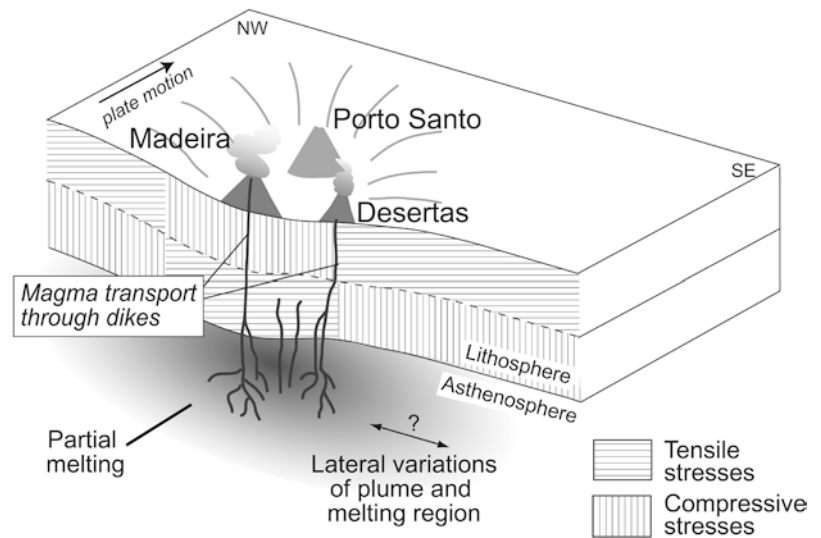 NW
plate motion
Porto Santo
Madeira
SE
Desertas
Magma transport
through dikes
Lithosphere
Asthenosphere
?
Partial
melting
Lateral variations
of plume and
melting region
Tensile
stresses
Compressive
stresses